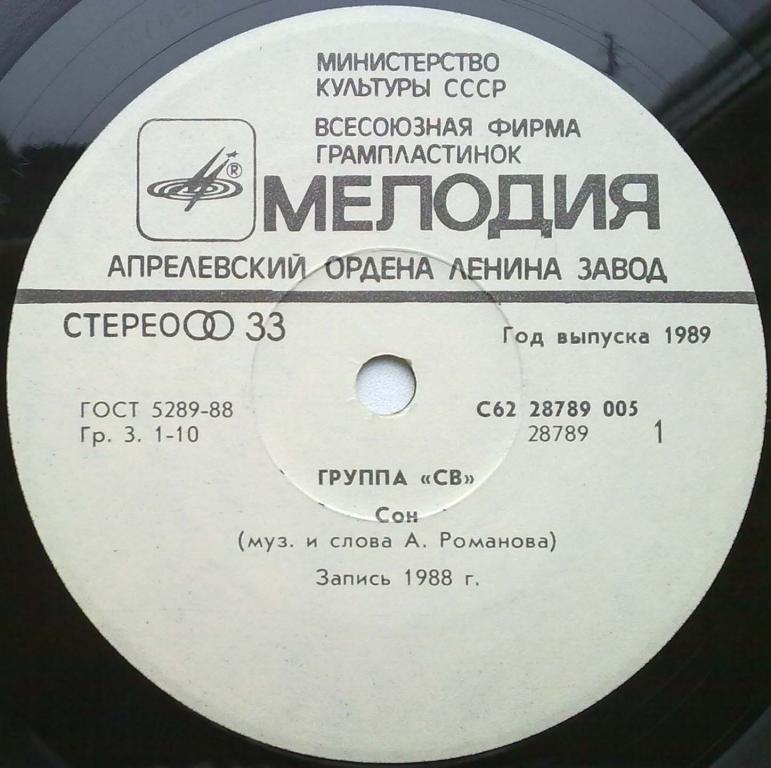 МИНИСТЕРСТВО
КУЛЬТУРЫ СССР
ВСЕСОЮЗНАЯ ФИРМА
ГРАМПЛАСТИНОК
®
МЕЛОДИЯ
АПРЕЛЕВСКИЙ ОРДЕНА ЛЕНИНА ЗАВОД
СТЕРЕО 33
Год выпуска 1989
ГОСТ 5289-88
С62 28789 005
Гр. 3. 1-10
28789 1
ГРУППА «СВ»
Сон
(муз. и слова А. Романова)
Запись 1988 г.